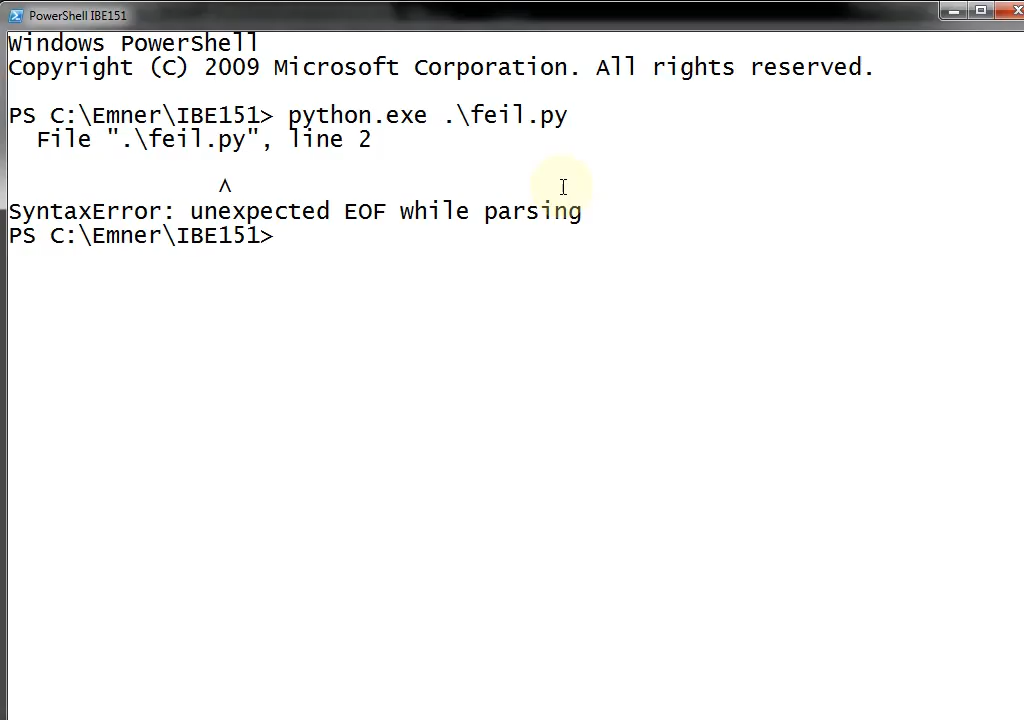 PowerShell IBE151
Windows PowerShell
Copyright (C) 2009 Microsoft Corporation. All rights reserved.
PS C:\Emner\IBE151> python.exe .\feil.py
File ".\feil.py", line 2
^
SyntaxError: unexpected EOF while parsing
PS C:\Emner\IBE151>